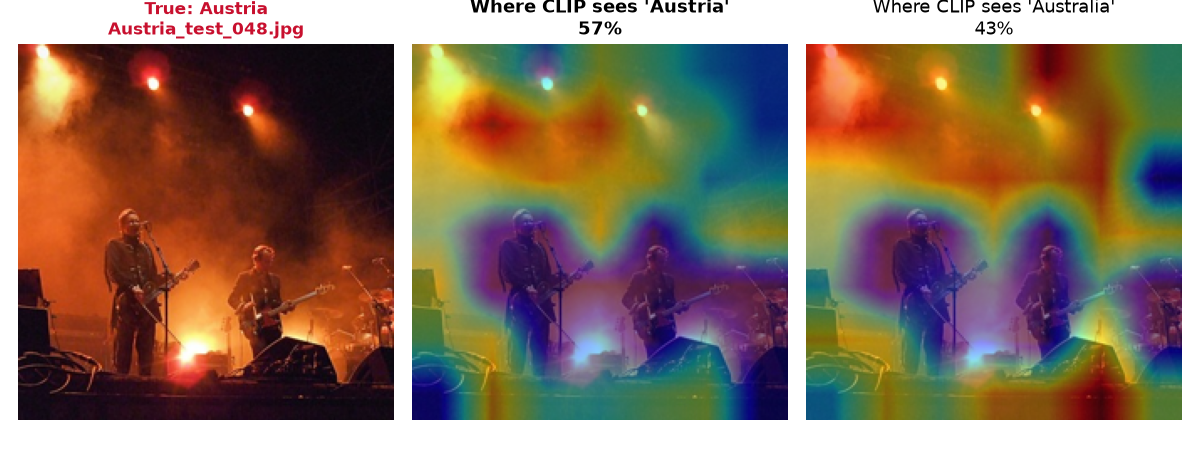 True: Austria
Austria_test_048.jpg
Where CLIP sees 'Austria'
57%
Where CLIP sees 'Australia'
43%